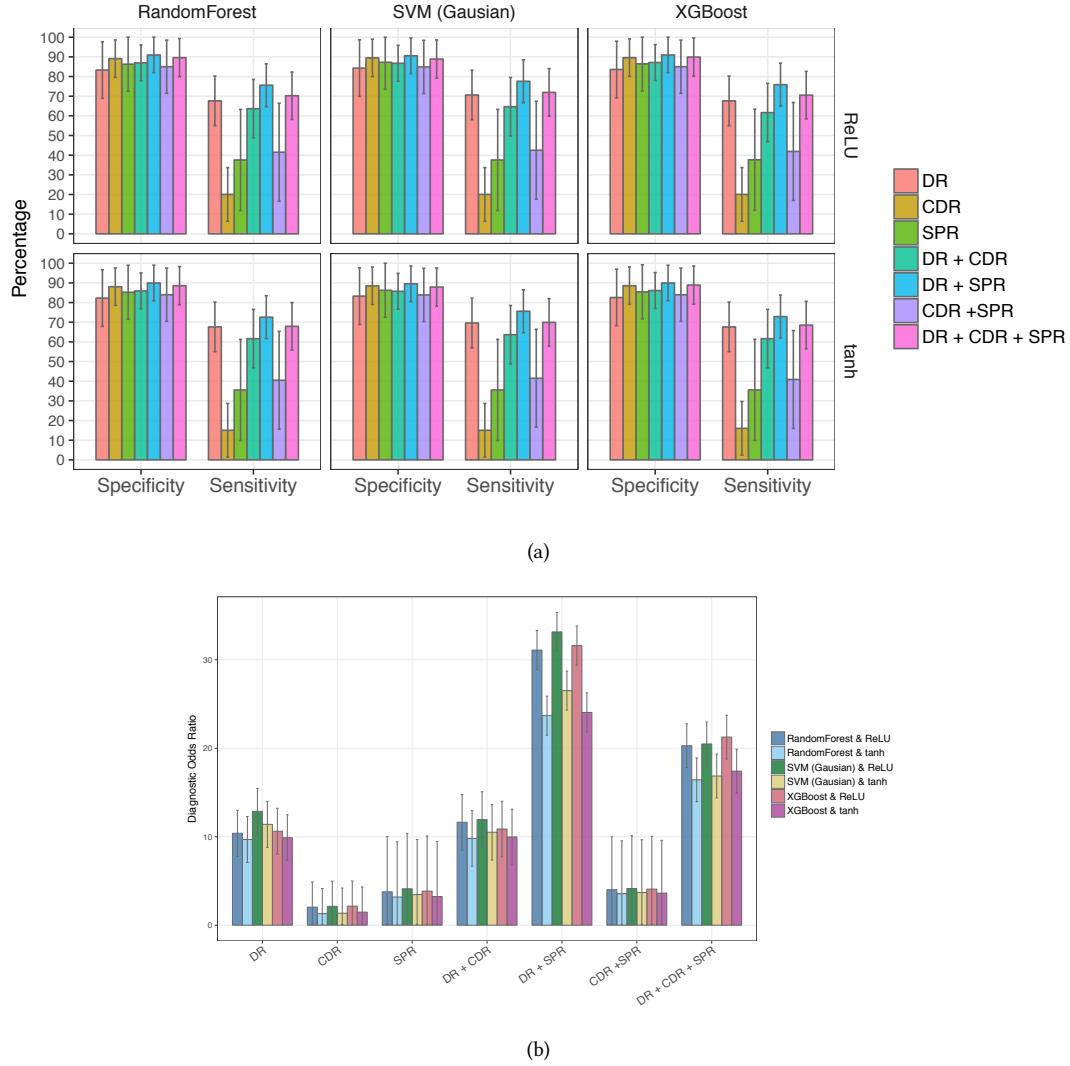 RandomForest SVM (Gausian) XGBoost
100
90
80
70
60
50
40
30
20
10
0
ReLU
100
90
80
70
60
50
40
30
20
10
0
tanh
Percentage
Specificity Sensitivity Specificity Sensitivity Specificity Sensitivity
DR
CDR
SPR
DR + CDR
DR + SPR
CDR +SPR
DR + CDR + SPR
(a)
Diagnostic Odds Ratio
30
20
10
0
DR CDR SPR DR + CDR DR + SPR CDR +SPR DR + CDR + SPR
RandomForest & ReLU
RandomForest & tanh
SVM (Gausian) & ReLU
SVM (Gausian) & tanh
XGBoost & ReLU
XGBoost & tanh
(b)